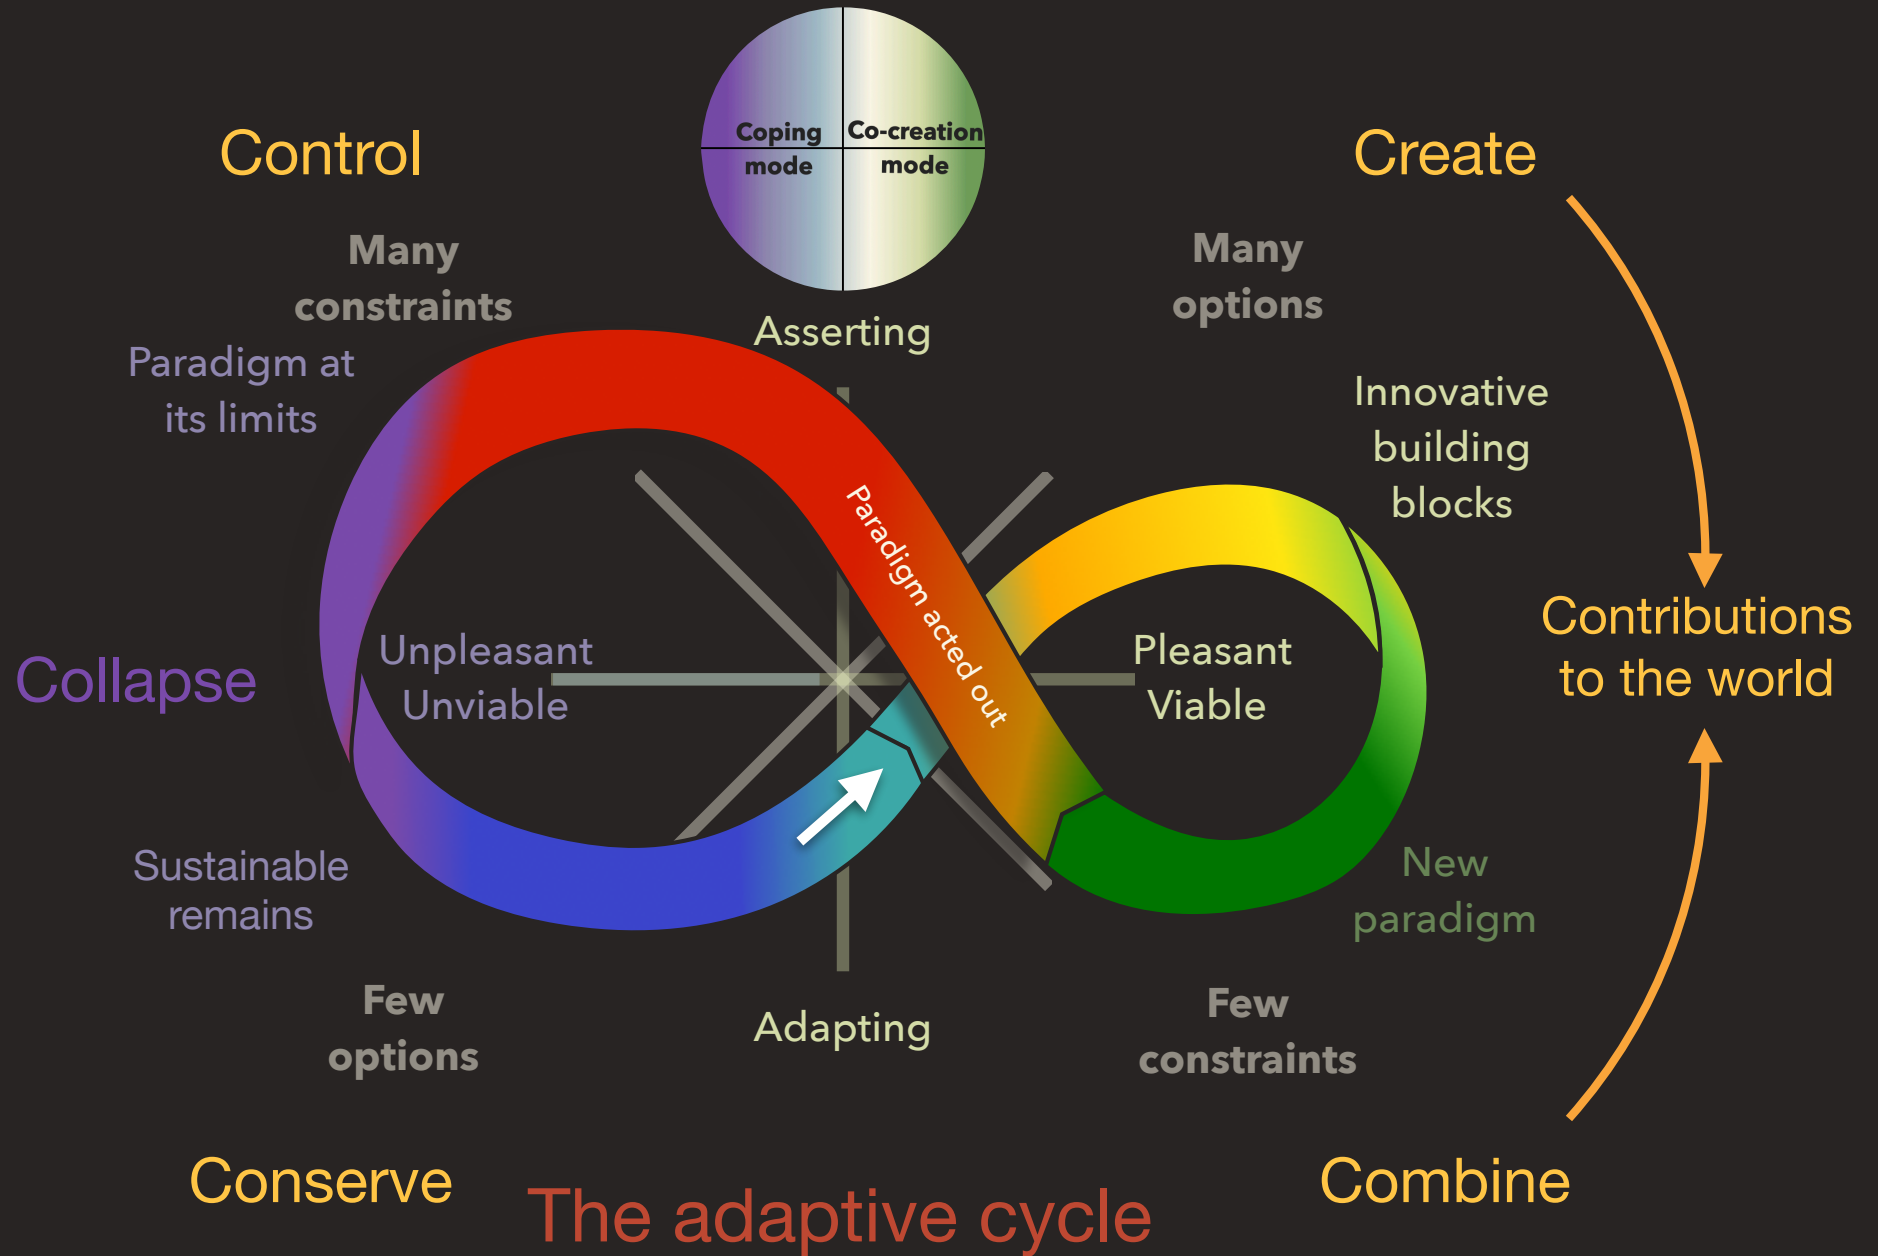 Coping
mode
Co-creation
mode
Control
Create
Many
constraints
Many
options
Asserting
Paradigm at
its limits
Innovative
building
blocks
Paradigm acted out
Collapse
Unpleasant
Unviable
Pleasant
Viable
Contributions
to the world
Sustainable
remains
New
paradigm
Few
options
Adapting
Few
constraints
Conserve
Combine
The adaptive cycle